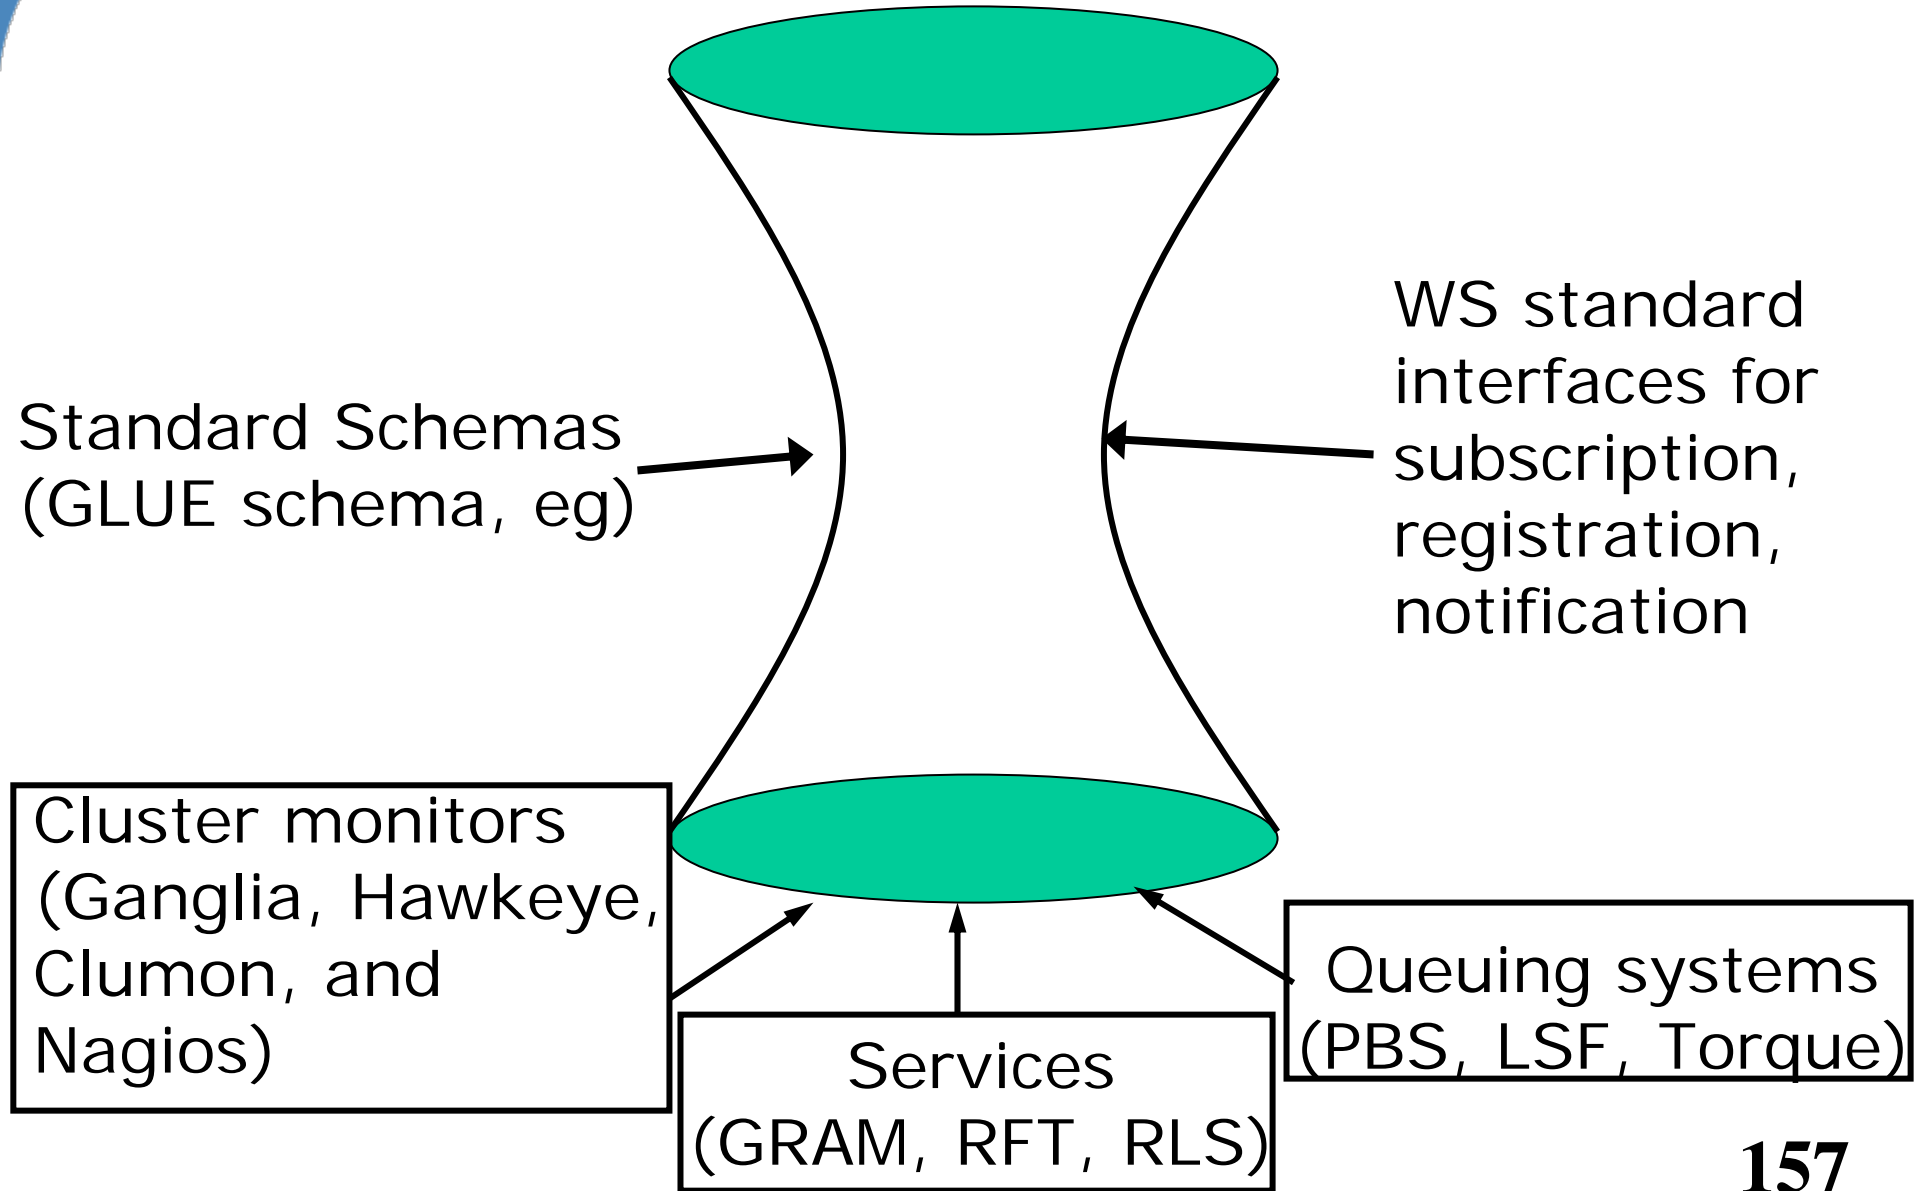 Standard Schemas
(GLUE schema, eg)
WS standard
interfaces for
subscription,
registration,
notification
Cluster monitors
(Ganglia, Hawkeye,
Clumon, and
Nagios)
Services
(GRAM, RFT, RLS)
Queuing systems
(PBS, LSF, Torque)
157